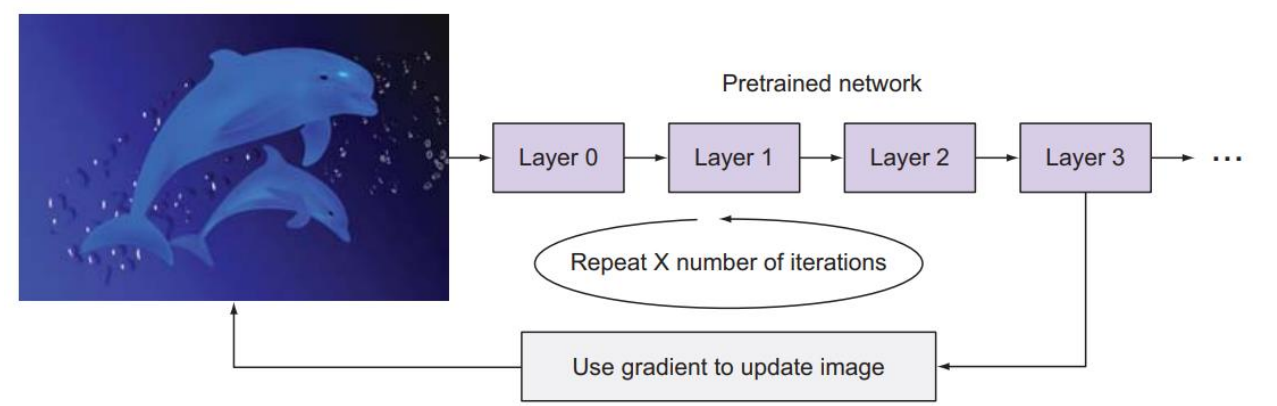 Pretrained network
Layer 0
Layer 1
Layer 2
Layer 3
...
Repeat X number of iterations
Use gradient to update image